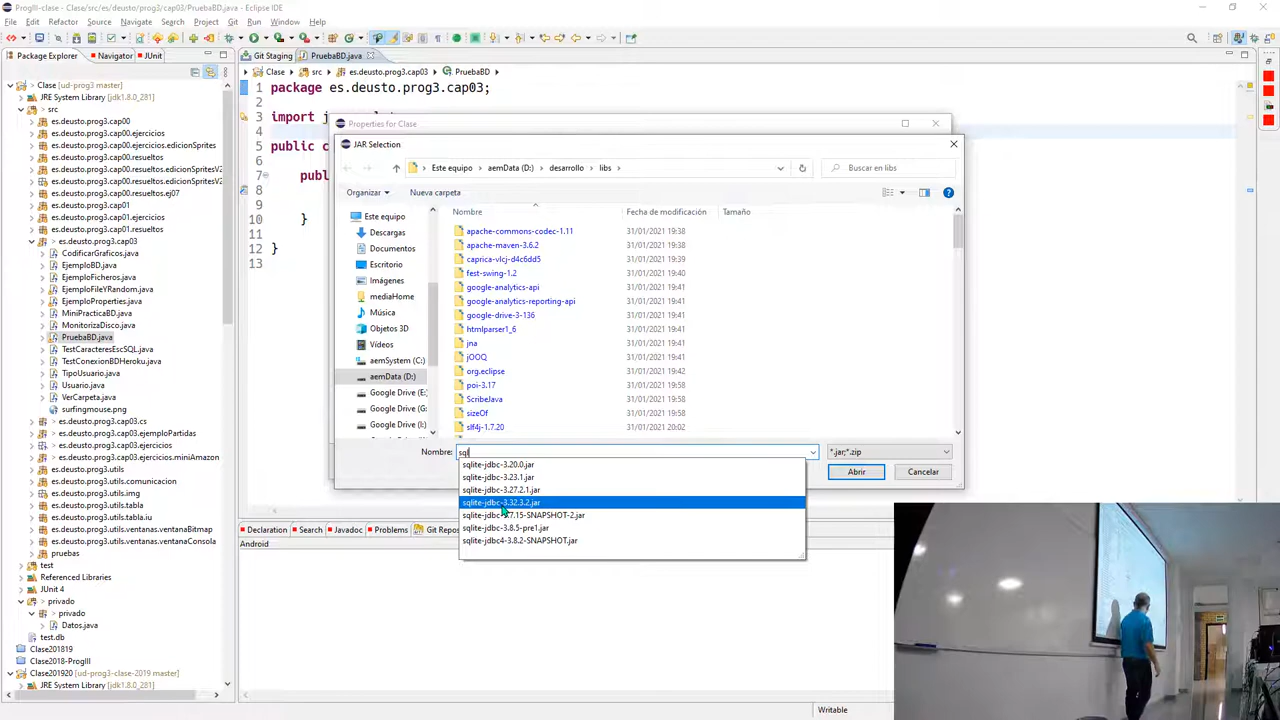 ProgIII-clase - Clase/src/es/deusto/prog3/cap03/PruebaBD.java - Eclipse IDE
File Edit Refactor Source Navigate Search Project Git Run Window Help
Package Explorer Navigator JUnit
Git Staging PruebaBD.java
Clase src es.deusto.prog3.cap03 PruebaBD
Clase [ud-prog3 master]
JRE System Library [jdk1.8.0_281]
src
es.deusto.prog3.cap00
es.deusto.prog3.cap00.ejercicios
es.deusto.prog3.cap00.resueltos
es.deusto.prog3.cap00.resueltos.edicionSprites
es.deusto.prog3.cap00.resueltos.edicionSpritesV2
es.deusto.prog3.cap00.resueltos.ej07
es.deusto.prog3.cap01
es.deusto.prog3.cap01.ejercicios
es.deusto.prog3.cap01.resueltos
es.deusto.prog3.cap03
CodificarGraficos.java
EjemploBD.java
EjemploFicheros.java
EjemploFileYRandom.java
EjemploProperties.java
MiniPracticaBD.java
MonitorizaDisco.java
PruebaBD.java
TestCaracteresEscSQL.java
TestConexionBDHeroku.java
TipoUsuario.java
Usuario.java
VerCarpeta.java
surfingmouse.png
es.deusto.prog3.cap03.cs
es.deusto.prog3.cap03.ejemploPartidas
es.deusto.prog3.cap03.ejercicios
es.deusto.prog3.cap03.miniAmazon
es.deusto.prog3.utils
es.deusto.prog3.utils.comunicacion
es.deusto.prog3.utils.img
es.deusto.prog3.utils.tabla
es.deusto.prog3.utils.tabla.iu
es.deusto.prog3.utils.ventanas.ventanaBitmap
es.deusto.prog3.utils.ventanas.ventanaConsola
pruebas
test
Referenced Libraries
JUnit 4
privado
privado
Datos.java
test.db
Clase201819
Clase2018-ProgIII
Clase201920 [ud-prog3-clase-2019 master]
JRE System Library [jdk1.8.0_281]
1 package es.deusto.prog3.cap03;
2
3 import j
4
5 public c
6
7 pub
8
9
10 }
11
12 }
13
Properties for Clase
JAR Selection
Este equipo aemData (D:) desarrollo libs
Buscar en libs
Organizar Nueva carpeta
Este equipo
Descargas
Documentos
Escritorio
Imágenes
mediaHome
Música
Objetos 3D
Vídeos
aemSystem (C:)
aemData (D:)
Google Drive (E:
Google Drive (G:
Google Drive (I:)
Nombre Fecha de modificación Tamaño
apache-commons-codec-1.11 31/01/2021 19:38
apache-maven-3.6.2 31/01/2021 19:38
caprica-vlcj-d4c6dd5 31/01/2021 19:39
fest-swing-1.2 31/01/2021 19:40
google-analytics-api 31/01/2021 19:41
google-analytics-reporting-api 31/01/2021 19:41
google-drive-3-136 31/01/2021 19:41
htmlparser1_6 31/01/2021 19:41
jna 31/01/2021 19:41
jOOQ 31/01/2021 19:41
org.eclipse 31/01/2021 19:42
poi-3.17 31/01/2021 19:58
ScribeJava 31/01/2021 19:58
sizeOf 31/01/2021 19:58
slf4j-1.7.20 31/01/2021 20:02
Nombre: sql *.jar;*.zip
sqlite-jdbc-3.20.0.jar
sqlite-jdbc-3.23.1.jar
sqlite-jdbc-3.27.2.1.jar
sqlite-jdbc-3.32.3.2.jar
sqlite-jdbc-3.7.15-SNAPSHOT-2.jar
sqlite-jdbc-3.8.5-pre1.jar
sqlite-jdbc4-3.8.2-SNAPSHOT.jar
Abrir Cancelar
Declaration Search Javadoc Problems Git Repos
Android
Writable